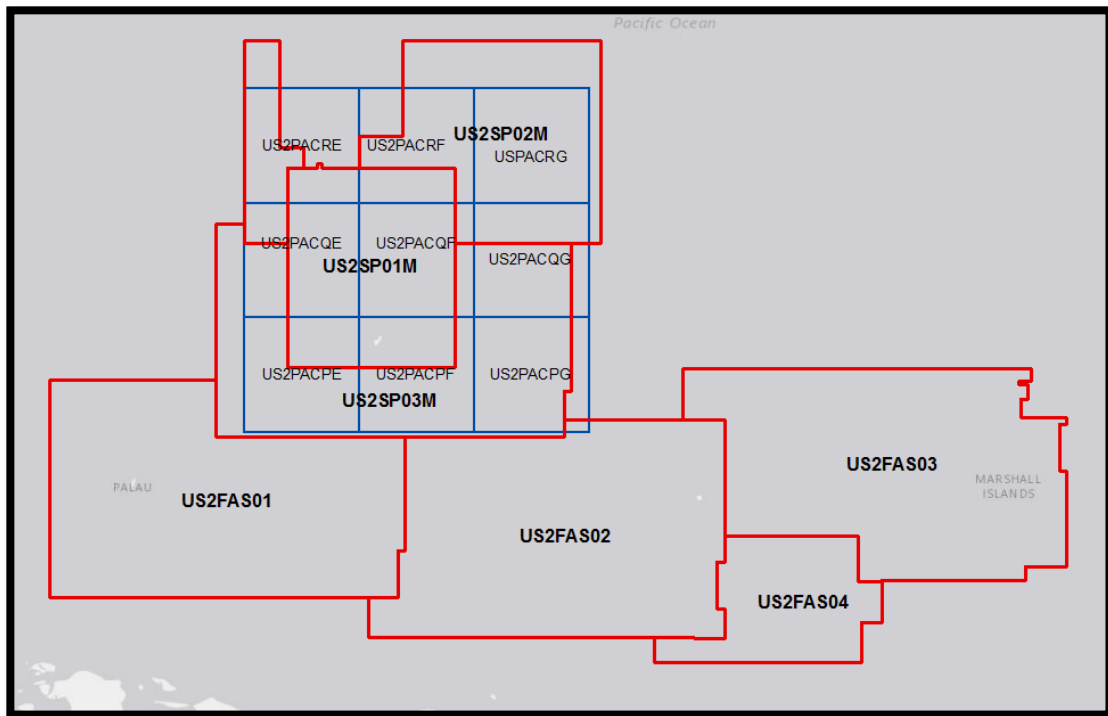 Pacific Ocean
US2SP02M
US2PACRE
US2PACRF
USPACRG
US2PACQE
US2PACQF
US2PACQG
US2SP01M
US2PACPE
US2PACPF
US2PACPG
US2SP03M
US2FAS03
PALAU
US2FAS01
MARSHALL
ISLANDS
US2FAS02
US2FAS04